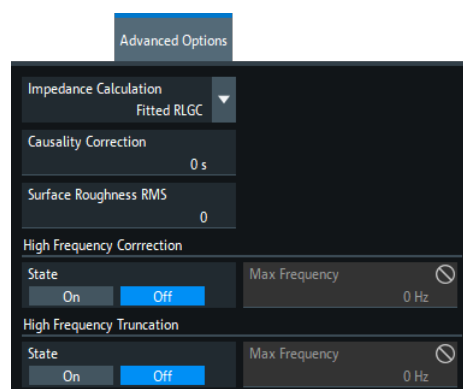 Advanced Options
Impedance Calculation
Fitted RLGC
Causality Correction
0 s
Surface Roughness RMS
0
High Frequency Corrrection
State
On Off
Max Frequency
0 Hz
High Frequency Truncation
State
On Off
Max Frequency
0 Hz